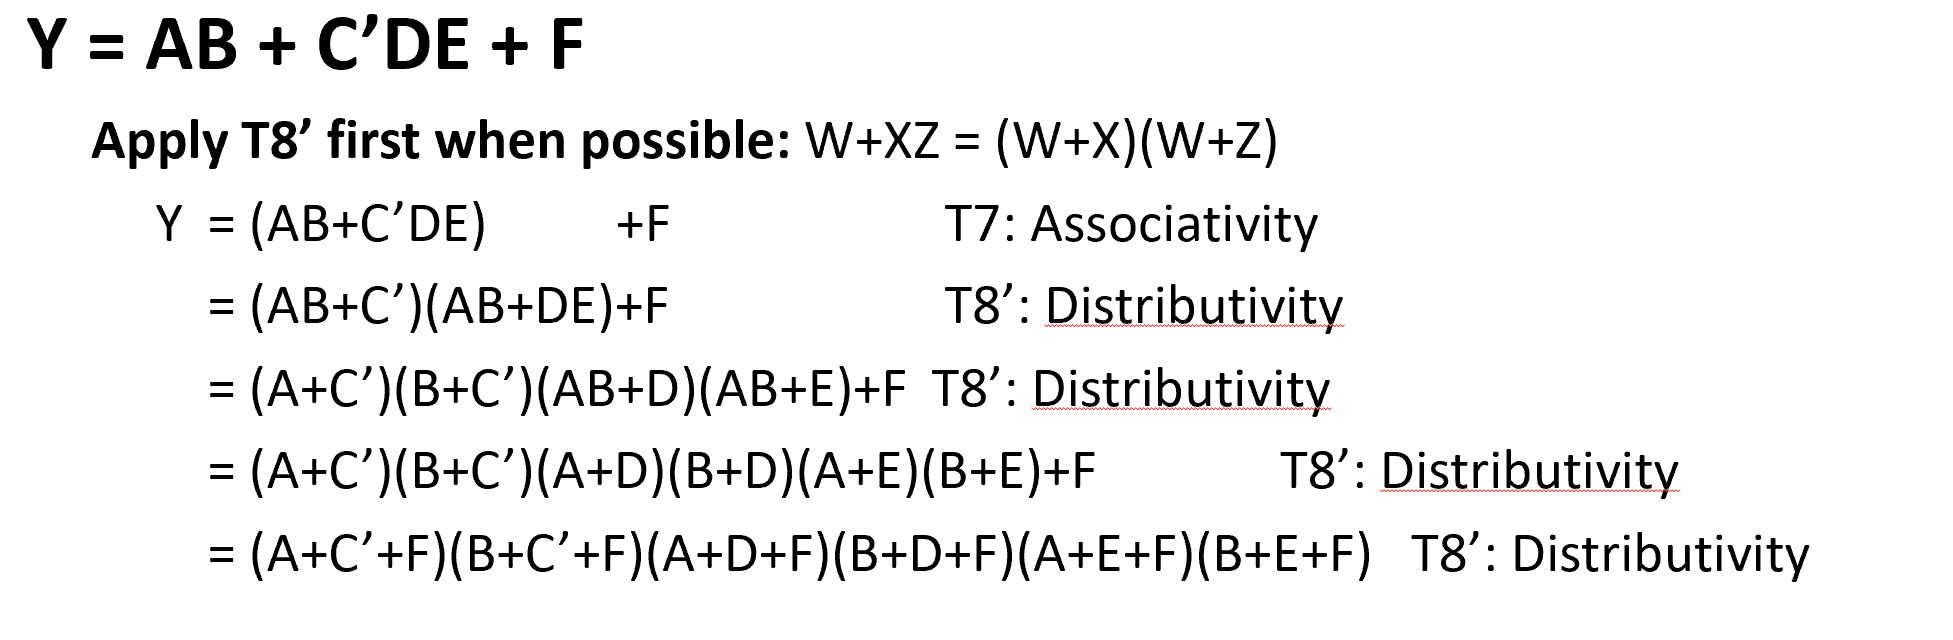 Y = AB + C’DE + F
Apply T8’ first when possible: W+XZ = (W+X)(W+Z)
Y = (AB+C’DE) +F T7: Associativity
= (AB+C’)(AB+DE)+F T8’: Distributivity
= (A+C’)(B+C’)(AB+D)(AB+E)+F T8’: Distributivity
= (A+C’)(B+C’)(A+D)(B+D)(A+E)(B+E)+F T8’: Distributivity
= (A+C’+F)(B+C’+F)(A+D+F)(B+D+F)(A+E+F)(B+E+F) T8’: Distributivity